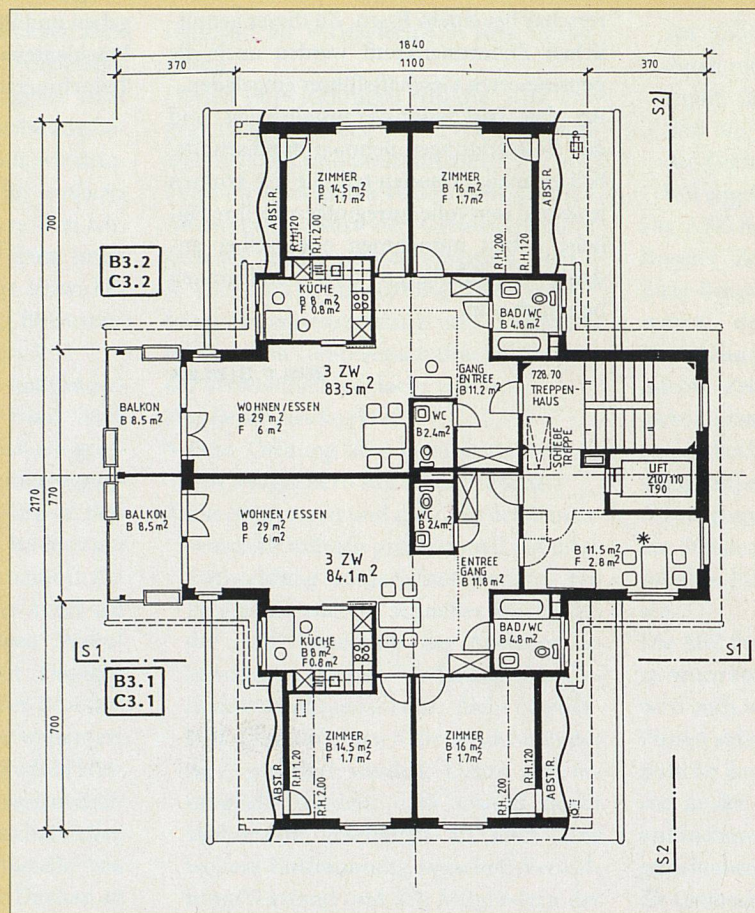 1840
370
1100
370
S2
700
ABST. R.
ZIMMER
B 14.5 m²
F 1.7 m²
R.H.120
R.H.2.00
ZIMMER
B 16 m²
F 1.7 m²
R.H.200
R.H.120
ABST. R.
B3.2
C3.2
KÜCHE
B 8 m²
F 0.8 m²
BAD/WC
B 4.8 m²
3 ZW
83.5 m²
GANG
ENTREE
B 11.2 m²
728.70
TREPPEN-
HAUS
BALKON
B 8,5 m²
WOHNEN/ESSEN
B 29 m²
F 6 m²
WC
B 2.4 m²
SCHIEBE
TREPPE
LIFT
210/110
T90
2170
770
BALKON
B 8,5 m²
WOHNEN/ESSEN
B 29 m²
F 6 m²
WC
B 2.4 m²
3 ZW
84.1 m²
ENTREE
GANG
B 11.8 m²
B 11.5 m²
F 2.8 m²
KÜCHE
B 8 m²
F 0.8 m²
BAD/WC
B 4.8 m²
S1
S1
B3.1
C3.1
700
ABST. R.
R.H 1.20
R.H. 2.00
ZIMMER
B 14.5 m²
F 1.7 m²
ZIMMER
B 16 m²
F 1.7 m²
R.H. 200
R.H.120
ABST. R.
S2